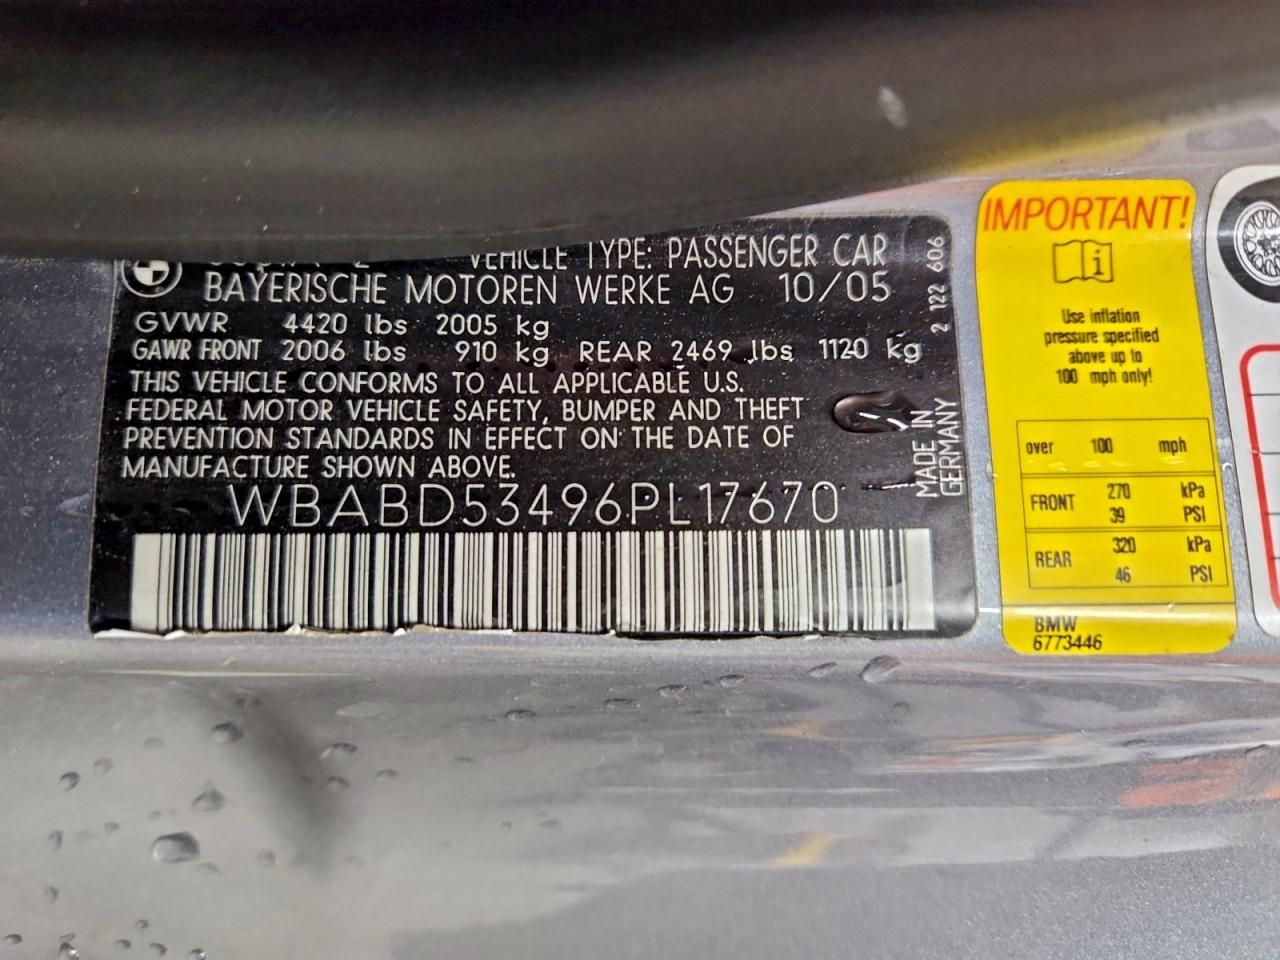 VEHICLE TYPE: PASSENGER CAR
BAYERISCHE MOTOREN WERKE AG 10/05
GVWR 4420 lbs 2005 kg
GAWR FRONT 2006 lbs 910 kg REAR 2469 lbs 1120 kg
THIS VEHICLE CONFORMS TO ALL APPLICABLE U.S.
FEDERAL MOTOR VEHICLE SAFETY, BUMPER AND THEFT
PREVENTION STANDARDS IN EFFECT ON THE DATE OF
MANUFACTURE SHOWN ABOVE.
WBABD53496PL17670
2 122 606
MADE IN
GERMANY
IMPORTANT!
i
Use inflation
pressure specified
above up to
100 mph only!
over 100 mph
FRONT 270 kPa
39 PSI
REAR 320 kPa
46 PSI
BMW
6773446